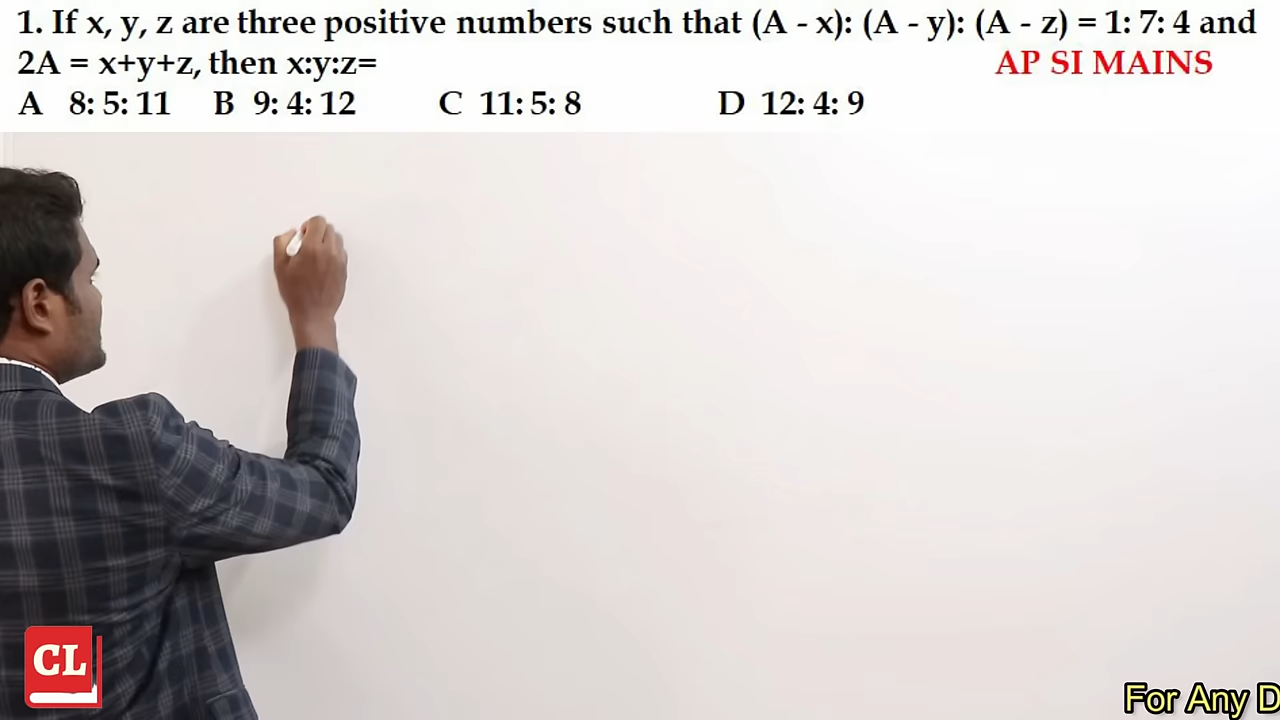 1. If x, y, z are three positive numbers such that (A - x): (A - y): (A - z) = 1: 7: 4 and
2A = x+y+z, then x:y:z= AP SI MAINS
A 8: 5: 11 B 9: 4: 12 C 11: 5: 8 D 12: 4: 9
CL
For Any D